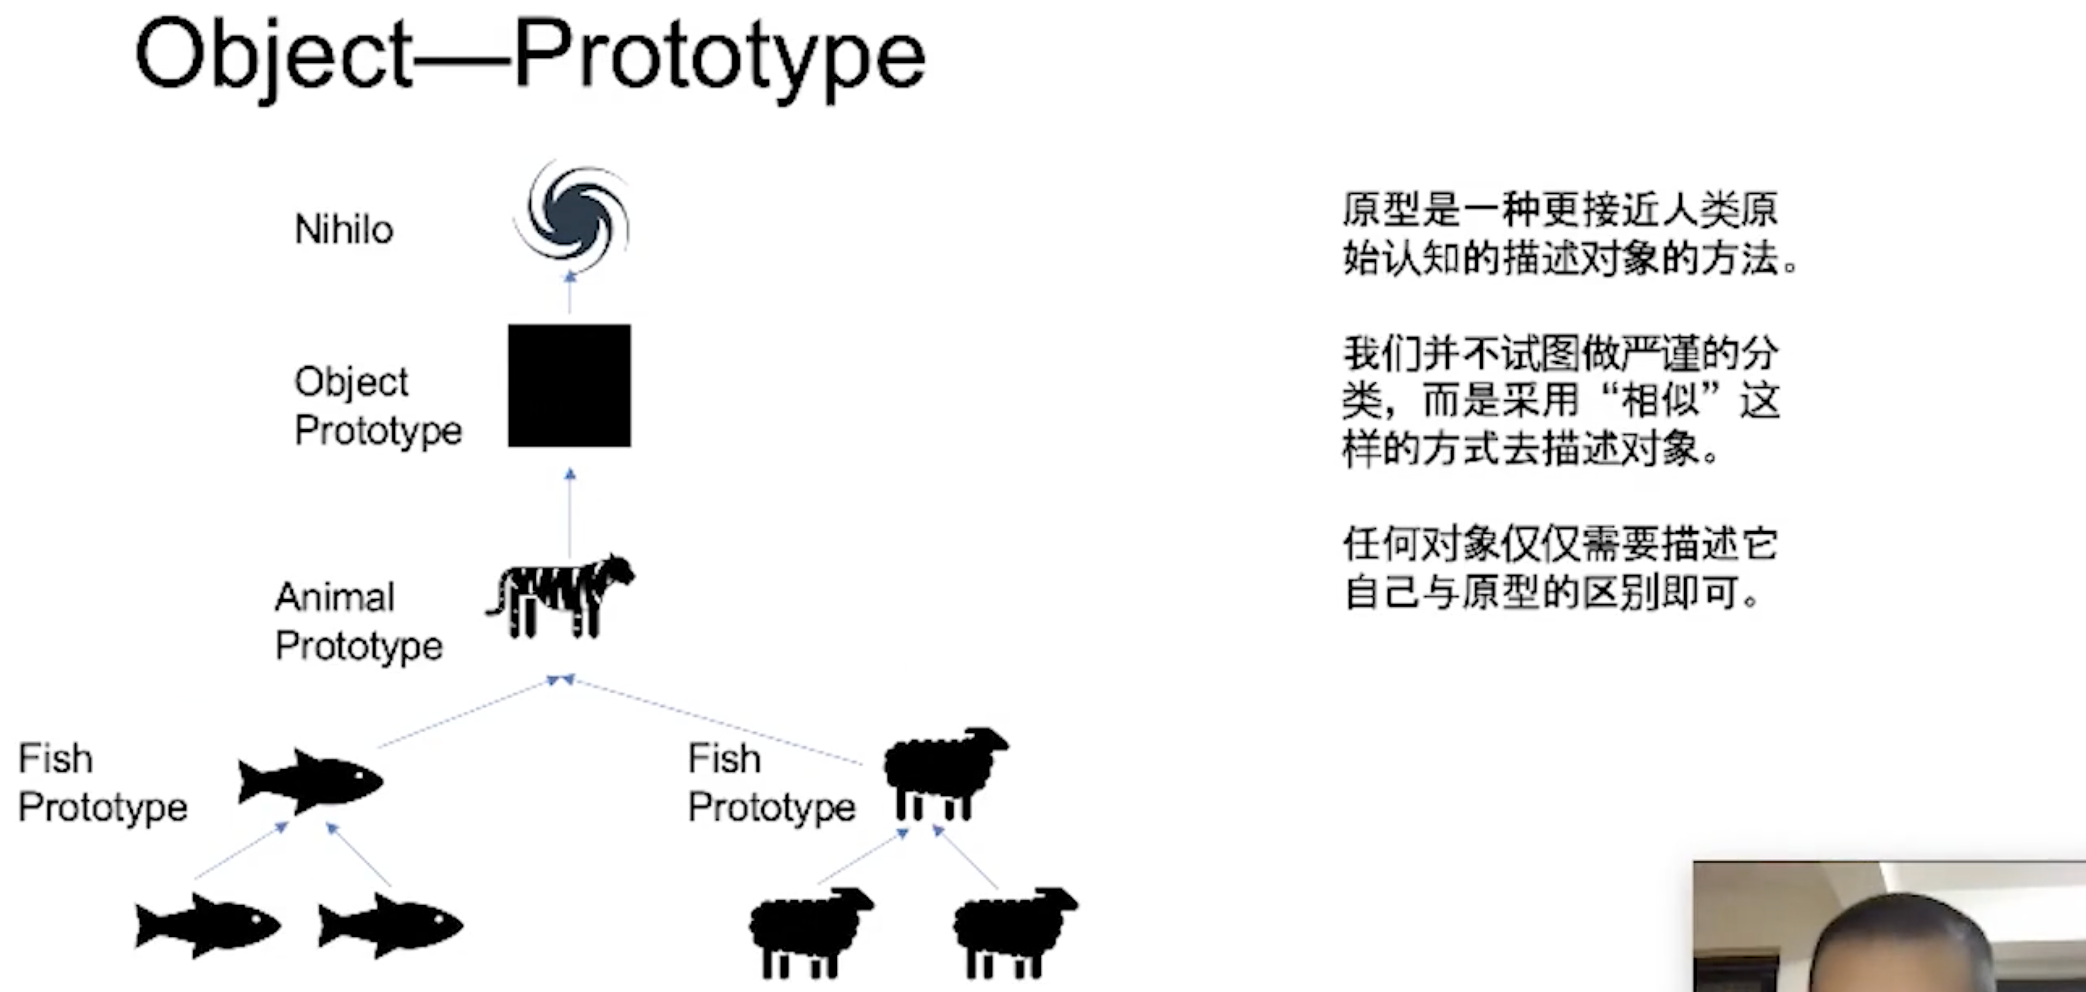 Object—Prototype
Nihilo
Object
Prototype
Animal
Prototype
Fish
Prototype
Fish
Prototype
原型是一种更接近人类原
始认知的描述对象的方法。
我们并不试图做严谨的分
类，而是采用“相似”这
样的方式去描述对象。
任何对象仅仅需要描述它
自己与原型的区别即可。